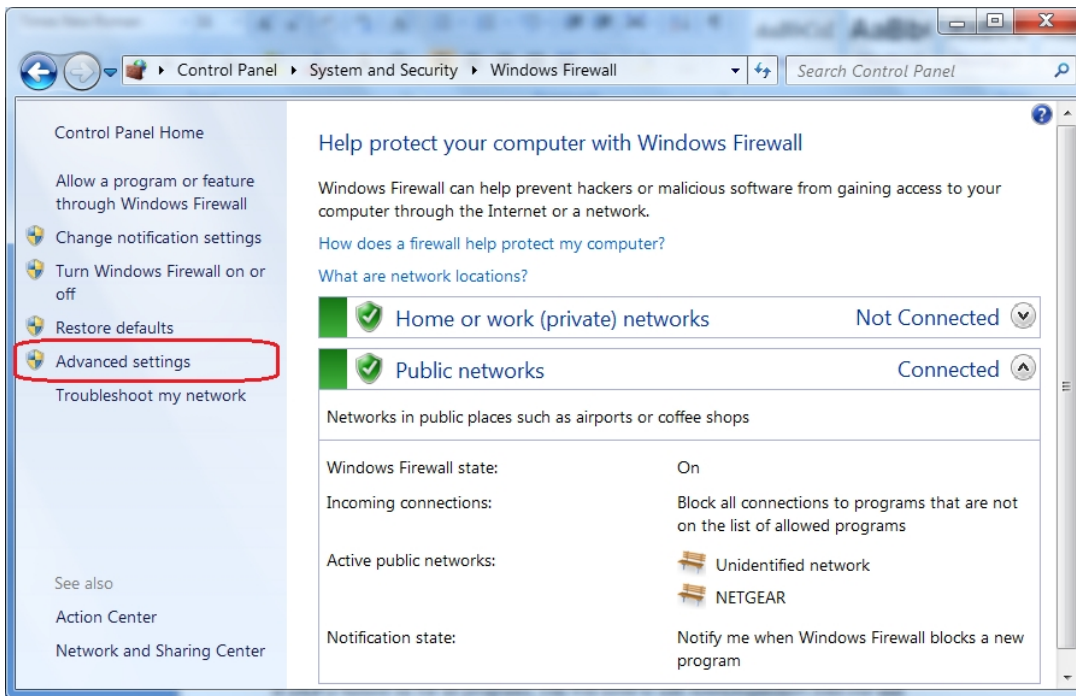 Control Panel
System and Security
Windows Firewall
Search Control Panel
Control Panel Home
Allow a program or feature
through Windows Firewall
Change notification settings
Turn Windows Firewall on or
off
Restore defaults
Advanced settings
Troubleshoot my network
See also
Action Center
Network and Sharing Center
Help protect your computer with Windows Firewall
Windows Firewall can help prevent hackers or malicious software from gaining access to your
computer through the Internet or a network.
How does a firewall help protect my computer?
What are network locations?
Home or work (private) networks Not Connected
Public networks Connected
Networks in public places such as airports or coffee shops
Windows Firewall state: On
Incoming connections: Block all connections to programs that are not
on the list of allowed programs
Active public networks: Unidentified network
NETGEAR
Notification state: Notify me when Windows Firewall blocks a new
program